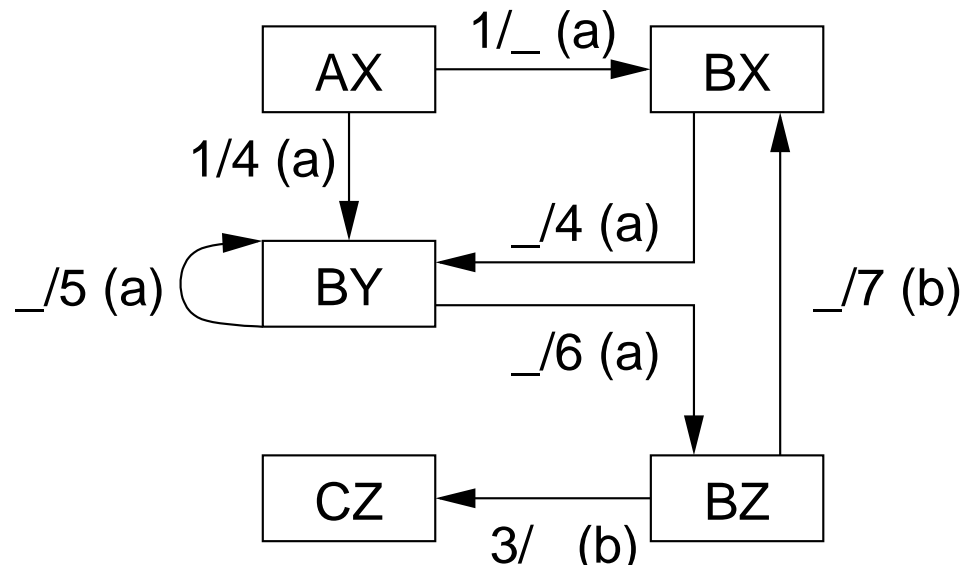 1/_ (a)
AX
BX
1/4 (a)
_/4 (a)
BY
_/5 (a)
_/7 (b)
_/6 (a)
CZ
BZ
3/ (b)